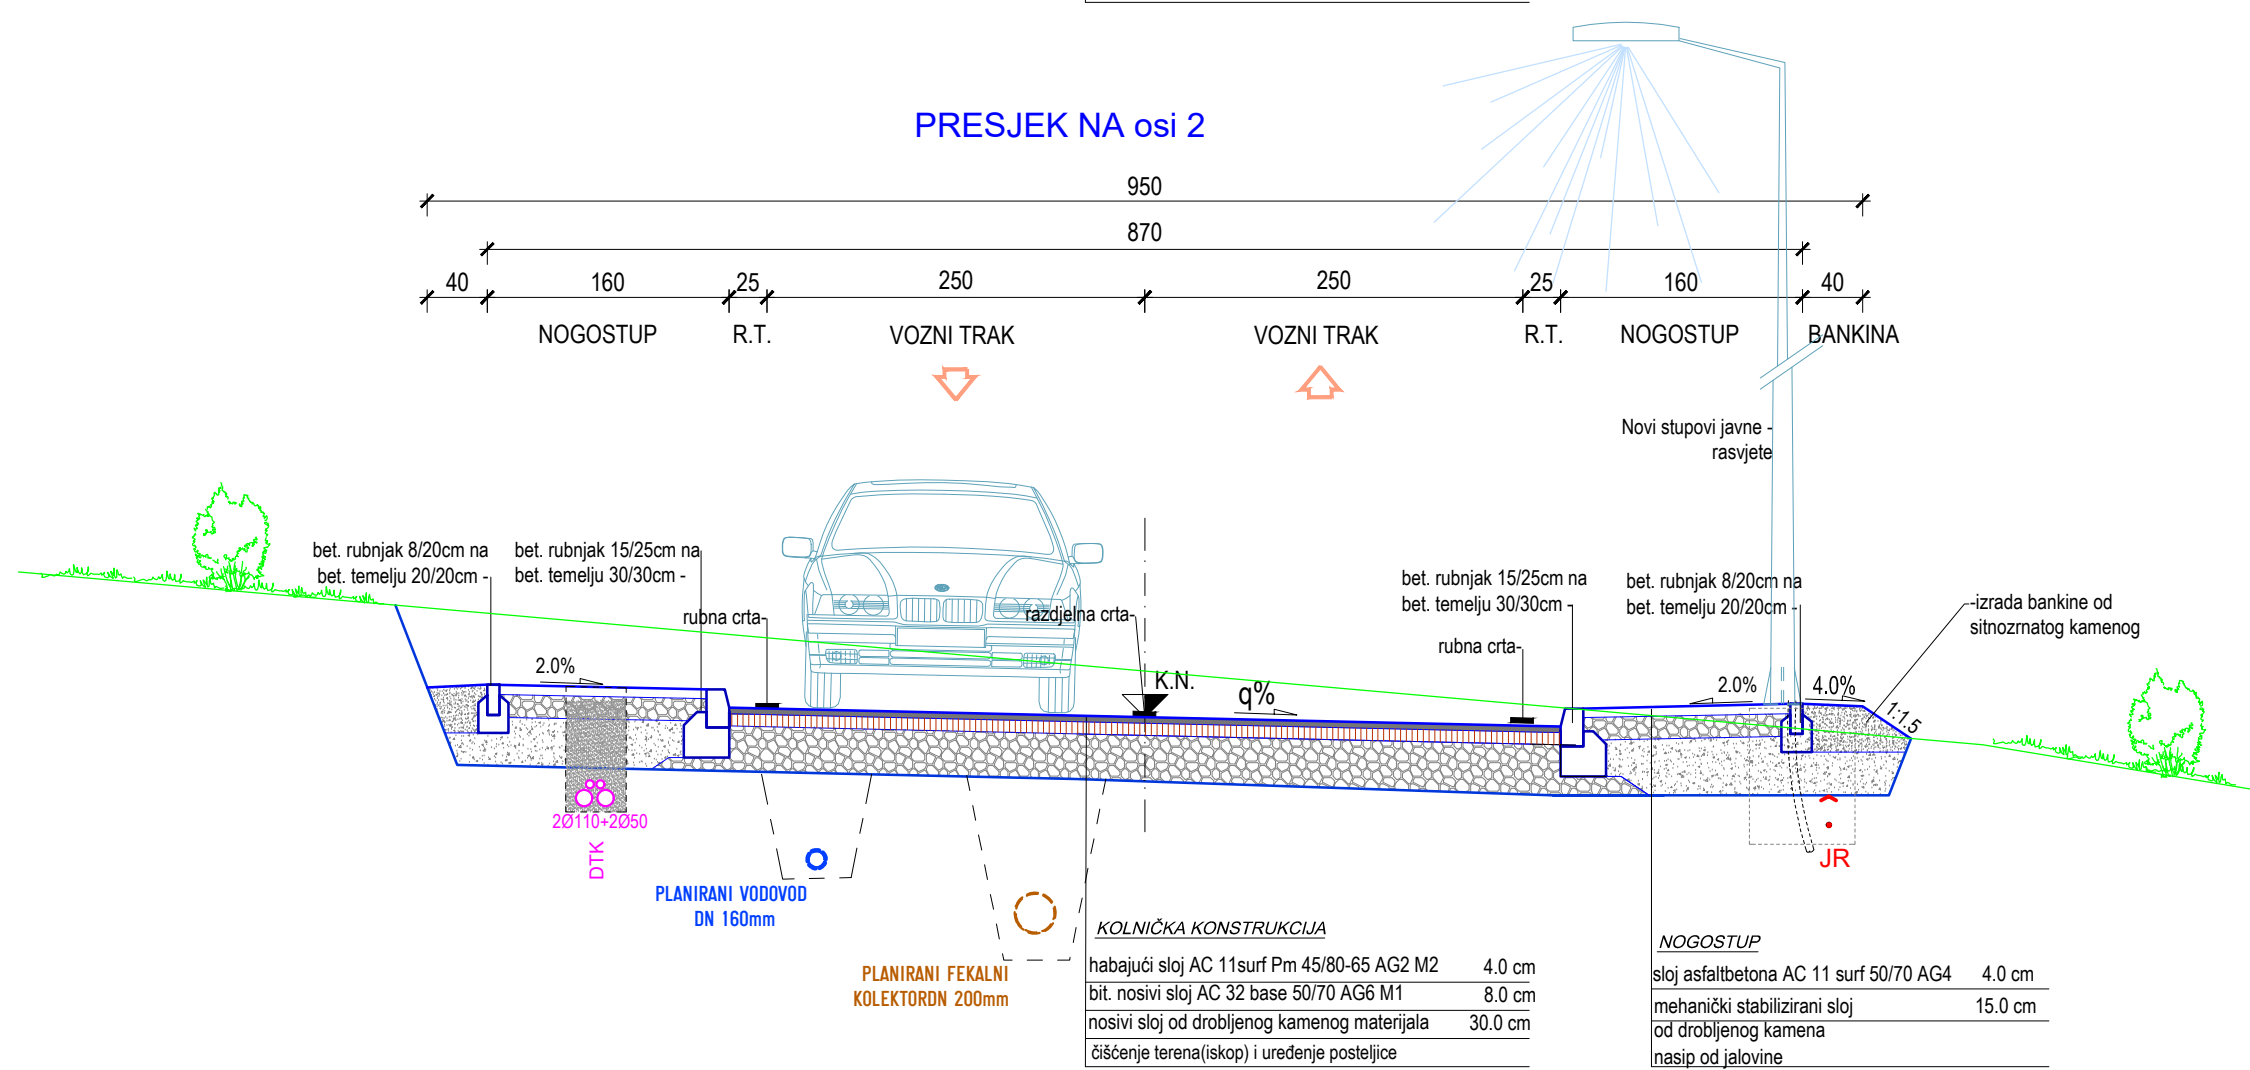 PRESJEK NA osi 2
950
870
40 160 25 250 250 25 160 40
NOGOSTUP R.T. VOZNI TRAK VOZNI TRAK R.T. NOGOSTUP BANKINA
Novi stupovi javne -
rasvjete
bet. rubnjak 8/20cm na
bet. temelju 20/20cm -
bet. rubnjak 15/25cm na
bet. temelju 30/30cm -
rubna crta-
razdjelna crta-
bet. rubnjak 15/25cm na
bet. temelju 30/30cm -
rubna crta-
bet. rubnjak 8/20cm na
bet. temelju 20/20cm -
-izrada bankine od
sitnozrnatog kamenog
2.0%
K.N.
q%
2.0%
4.0%
1:1.5
2Ø110+2Ø50
DTK
JR
PLANIRANI VODOVOD
DN 160mm
PLANIRANI FEKALNI
KOLEKTORDN 200mm
KOLNIČKA KONSTRUKCIJA
habajući sloj AC 11surf Pm 45/80-65 AG2 M2 4.0 cm
bit. nosivi sloj AC 32 base 50/70 AG6 M1 8.0 cm
nosivi sloj od drobljenog kamenog materijala 30.0 cm
čišćenje terena(iskop) i uređenje posteljice
NOGOSTUP
sloj asfaltbetona AC 11 surf 50/70 AG4 4.0 cm
mehanički stabilizirani sloj 15.0 cm
od drobljenog kamena
nasip od jalovine